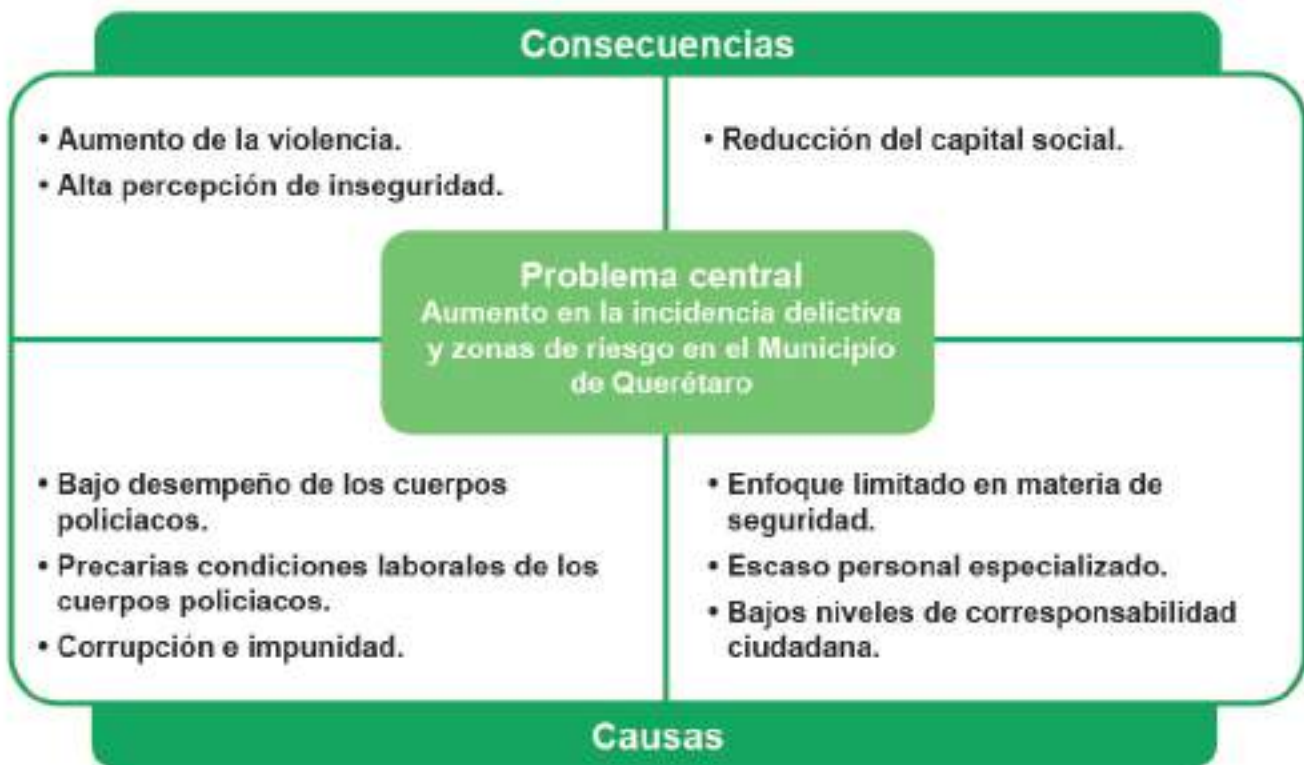 Consecuencias
• Aumento de la violencia.
• Alta percepción de inseguridad.
• Reducción del capital social.
Problema central
Aumento en la incidencia delictiva
y zonas de riesgo en el Municipio
de Querétaro
• Bajo desempeño de los cuerpos
policiacos.
• Precarias condiciones laborales de los
cuerpos policiacos.
• Corrupción e impunidad.
• Enfoque limitado en materia de
seguridad.
• Escaso personal especializado.
• Bajos niveles de corresponsabilidad
ciudadana.
Causas